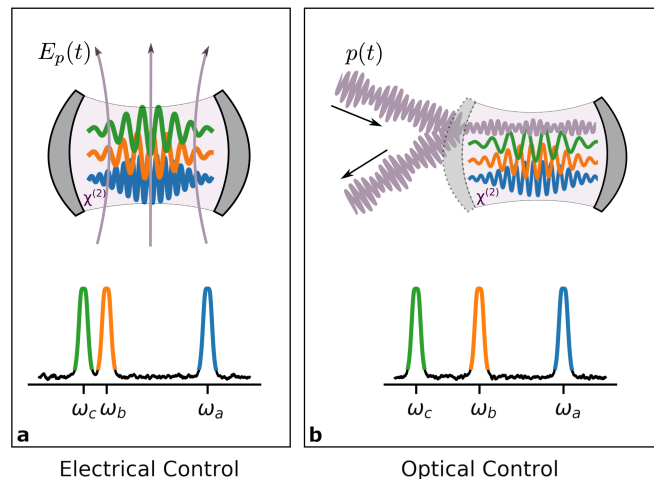 E_p(t)
χ^(2)
ω_c ω_b ω_a
a
Electrical Control
p(t)
χ^(2)
ω_c ω_b ω_a
b
Optical Control